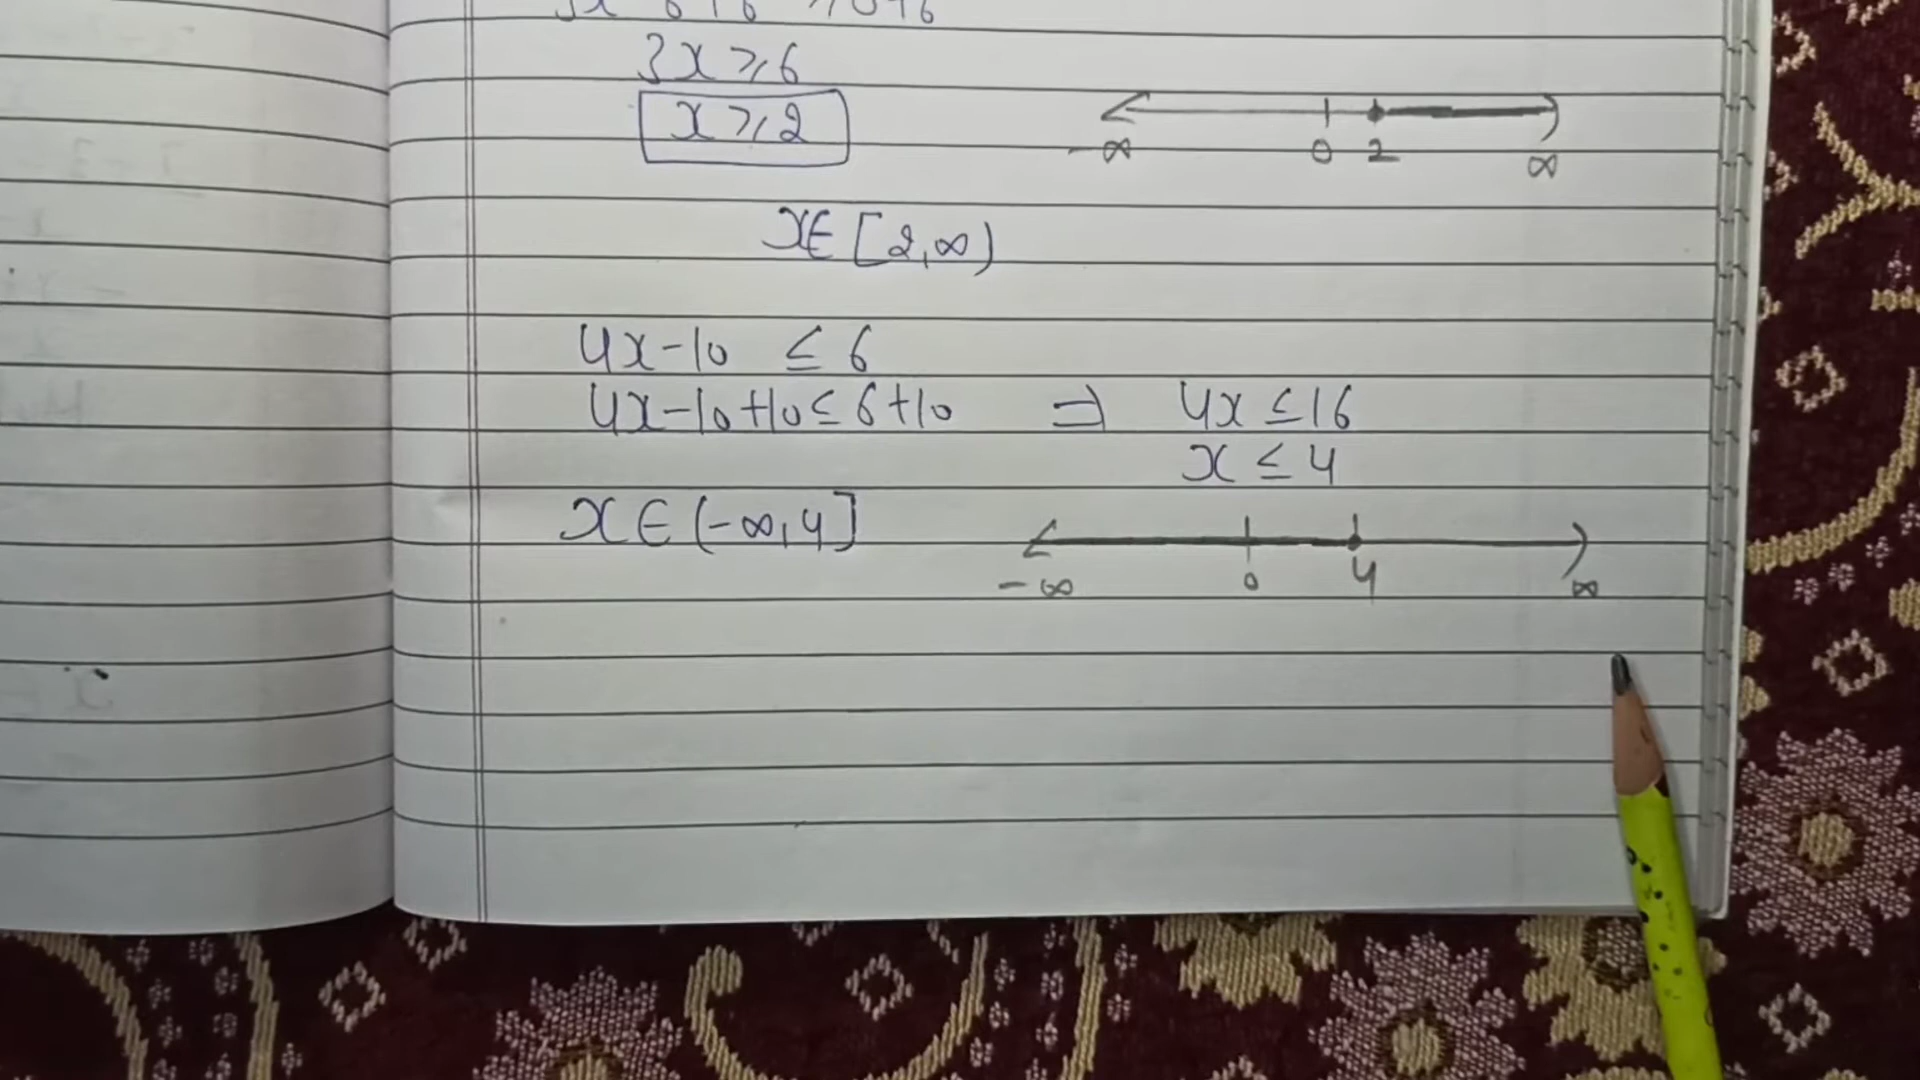 3x ⩾ 6
x ⩾ 2
-∞ 0 2 ∞
x∈ [2,∞)
4x-10 ≤ 6
4x-10+10≤6+10 ⇒ 4x ≤16
x ≤ 4
x∈ (-∞,4]
-∞ 0 4 ∞